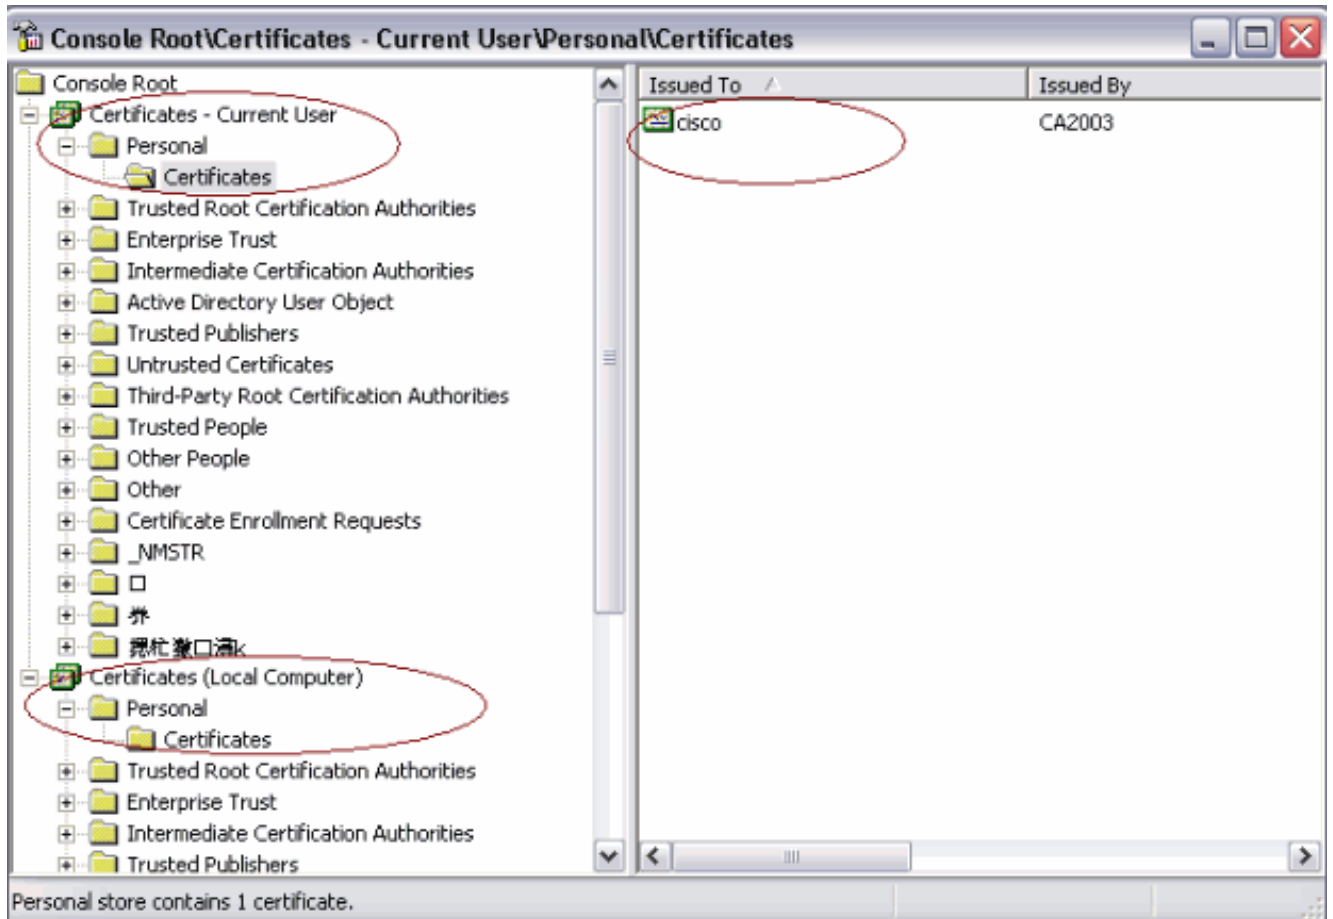 Console Root\Certificates - Current User\Personal\Certificates
Console Root
Certificates - Current User
Personal
Certificates
Trusted Root Certification Authorities
Enterprise Trust
Intermediate Certification Authorities
Active Directory User Object
Trusted Publishers
Untrusted Certificates
Third-Party Root Certification Authorities
Trusted People
Other People
Other
Certificate Enrollment Requests
_NMSTR
Certificates (Local Computer)
Personal
Certificates
Trusted Root Certification Authorities
Enterprise Trust
Intermediate Certification Authorities
Trusted Publishers
Issued To Issued By
cisco CA2003
Personal store contains 1 certificate.